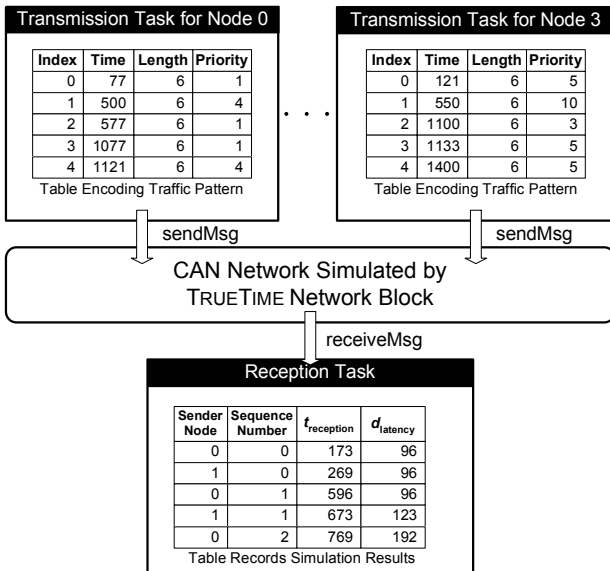 Transmission Task for Node 0
Index Time Length Priority
0 77 6 1
1 500 6 4
2 577 6 1
3 1077 6 1
4 1121 6 4
Table Encoding Traffic Pattern
. . .
Transmission Task for Node 3
Index Time Length Priority
0 121 6 5
1 550 6 10
2 1100 6 3
3 1133 6 5
4 1400 6 5
Table Encoding Traffic Pattern
sendMsg
sendMsg
CAN Network Simulated by
TRUETIME Network Block
receiveMsg
Reception Task
Sender Node Sequence Number t_reception d_latency
0 0 173 96
1 0 269 96
0 1 596 96
1 1 673 123
0 2 769 192
Table Records Simulation Results